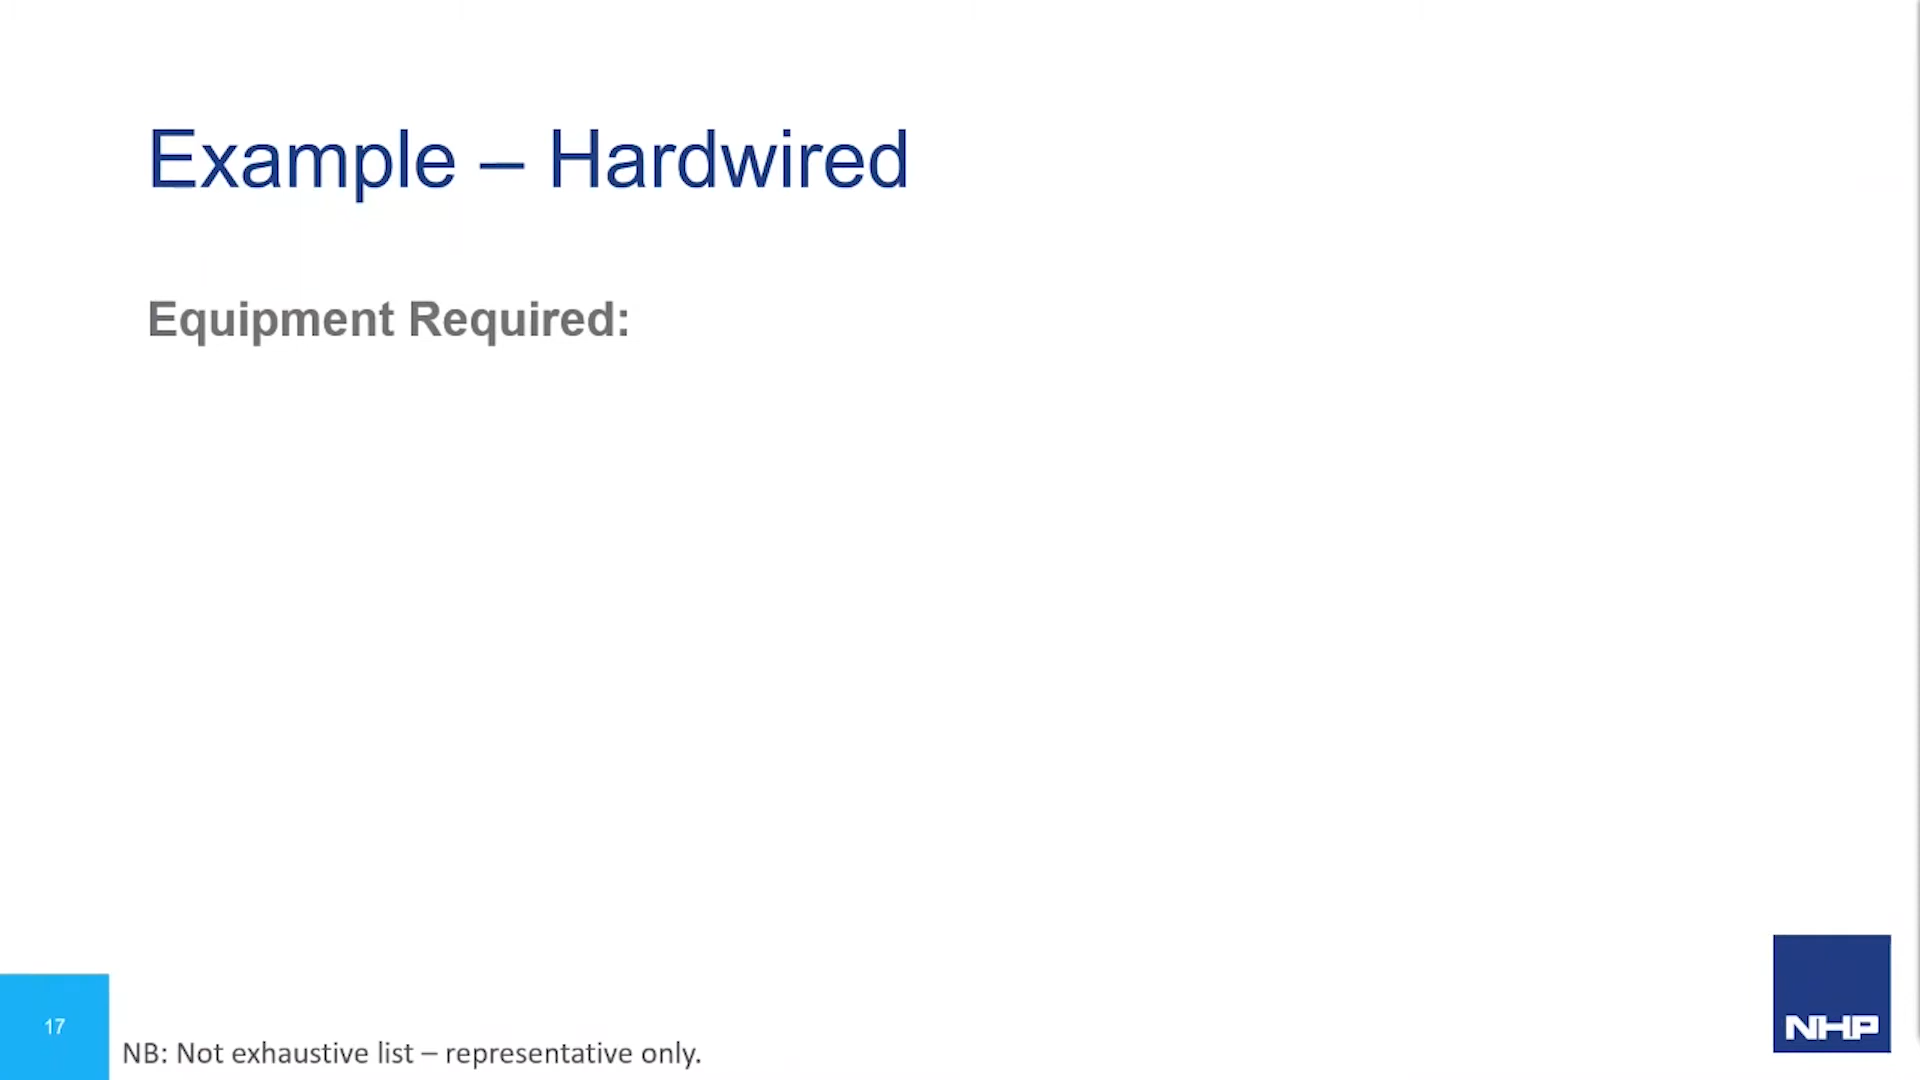 Example – Hardwired
Equipment Required:
17
NB: Not exhaustive list – representative only.
NHP